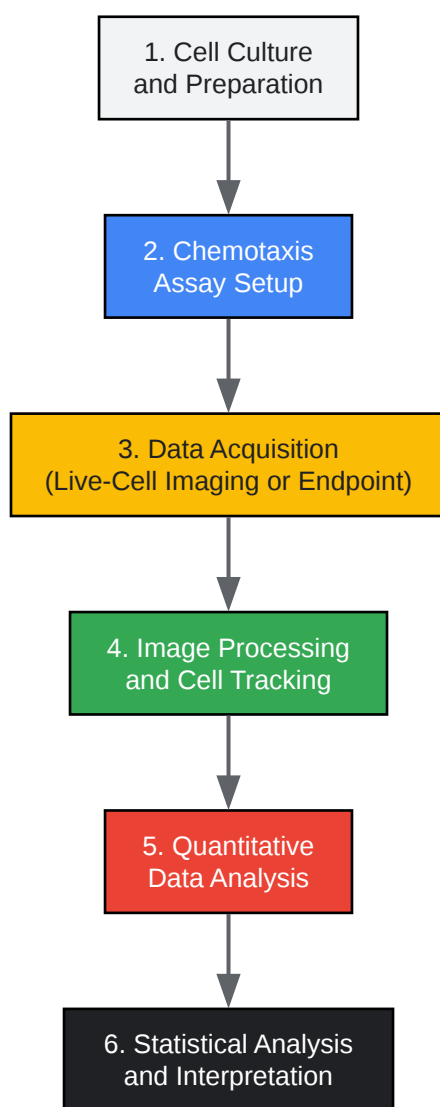 1. Cell Culture
and Preparation
2. Chemotaxis
Assay Setup
3. Data Acquisition
(Live-Cell Imaging or Endpoint)
4. Image Processing
and Cell Tracking
5. Quantitative
Data Analysis
6. Statistical Analysis
and Interpretation